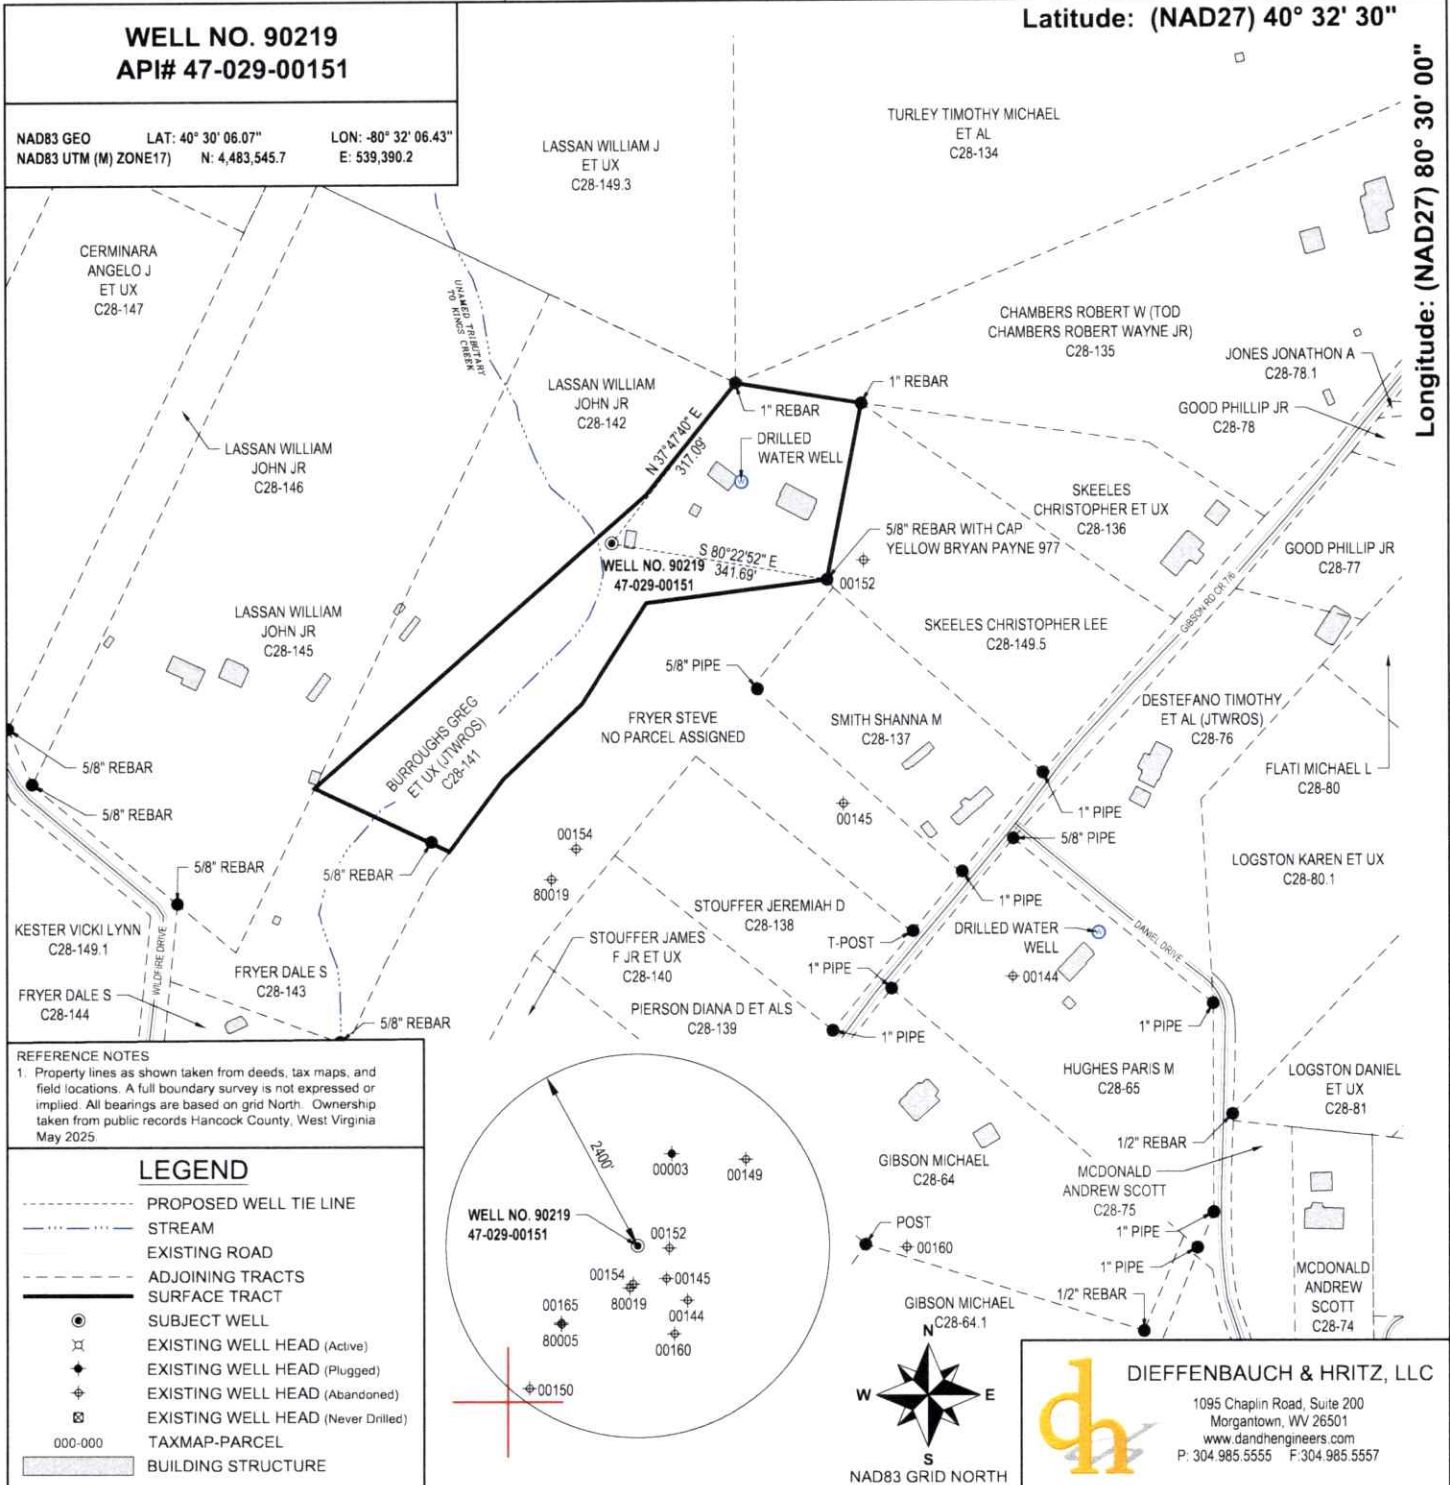 Latitude: (NAD27) 40° 32' 30"
Longitude: (NAD27) 80° 30' 00"
WELL NO. 90219
API# 47-029-00151
NAD83 GEO LAT: 40° 30' 06.07" LON: -80° 32' 06.43"
NAD83 UTM (M) ZONE17) N: 4,483,545.7 E: 539,390.2
LASSAN WILLIAM J
ET UX
C28-149.3
TURLEY TIMOTHY MICHAEL
ET AL
C28-134
CERMINARA
ANGELO J
ET UX
C28-147
UNAMED TRIBUTARY
TO KINGS CREEK
CHAMBERS ROBERT W (TOD
CHAMBERS ROBERT WAYNE JR)
C28-135
JONES JONATHON A
C28-78.1
GOOD PHILLIP JR
C28-78
LASSAN WILLIAM
JOHN JR
C28-142
1" REBAR
1" REBAR
N 37°47'40" E
317.09'
DRILLED
WATER WELL
LASSAN WILLIAM
JOHN JR
C28-146
SKEELES
CHRISTOPHER ET UX
C28-136
5/8" REBAR WITH CAP
YELLOW BRYAN PAYNE 977
00152
GOOD PHILLIP JR
C28-77
S 80°22'52" E
341.69'
WELL NO. 90219
47-029-00151
GIBSON RD CR 7/6
LASSAN WILLIAM
JOHN JR
C28-145
SKEELES CHRISTOPHER LEE
C28-149.5
5/8" PIPE
FRYER STEVE
NO PARCEL ASSIGNED
SMITH SHANNA M
C28-137
DESTEFANO TIMOTHY
ET AL (JTWROS)
C28-76
BURROUGHS GREG
ET UX (JTWROS)
C28-141
FLATI MICHAEL L
C28-80
5/8" REBAR
5/8" REBAR
1" PIPE
00145
5/8" PIPE
00154
LOGSTON KAREN ET UX
C28-80.1
5/8" REBAR
5/8" REBAR
80019
1" PIPE
STOUFFER JEREMIAH D
C28-138
KESTER VICKI LYNN
C28-149.1
WILDFIRE DRIVE
STOUFFER JAMES
F JR ET UX
C28-140
T-POST
DRILLED WATER
WELL
DANIEL DRIVE
FRYER DALE S
C28-143
1" PIPE
00144
FRYER DALE S
C28-144
5/8" REBAR
PIERSON DIANA D ET ALS
C28-139
1" PIPE
1" PIPE
HUGHES PARIS M
C28-65
LOGSTON DANIEL
ET UX
C28-81
REFERENCE NOTES
1. Property lines as shown taken from deeds, tax maps, and
field locations. A full boundary survey is not expressed or
implied. All bearings are based on grid North. Ownership
taken from public records Hancock County, West Virginia
May 2025.
1/2" REBAR
GIBSON MICHAEL
C28-64
MCDONALD
ANDREW SCOTT
C28-75
1" PIPE
POST
00160
1" PIPE
MCDONALD
ANDREW
SCOTT
C28-74
1/2" REBAR
GIBSON MICHAEL
C28-64.1
2400'
00003
00149
WELL NO. 90219
47-029-00151
00152
00154
00145
80019
00144
00165
80005
00160
00150
LEGEND
PROPOSED WELL TIE LINE
STREAM
EXISTING ROAD
ADJOINING TRACTS
SURFACE TRACT
SUBJECT WELL
EXISTING WELL HEAD (Active)
EXISTING WELL HEAD (Plugged)
EXISTING WELL HEAD (Abandoned)
EXISTING WELL HEAD (Never Drilled)
000-000 TAXMAP-PARCEL
BUILDING STRUCTURE
N
W E
S
NAD83 GRID NORTH
dh
DIEFFENBAUCH & HRITZ, LLC
1095 Chaplin Road, Suite 200
Morgantown, WV 26501
www.dandhengineers.com
P: 304.985.5555 F:304.985.5557